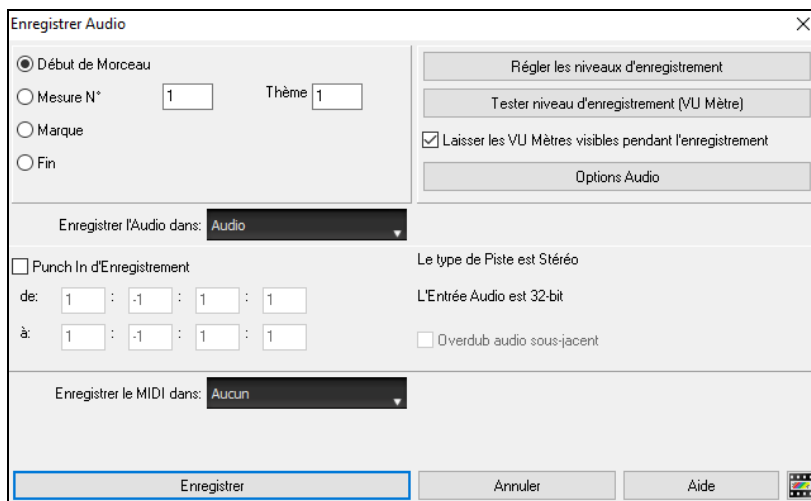 Enregistrer Audio
Début de Morceau
Mesure N° 1 Thème 1
Marque
Fin
Régler les niveaux d'enregistrement
Tester niveau d'enregistrement (VU Mètre)
Laisser les VU Mètres visibles pendant l'enregistrement
Options Audio
Enregistrer l'Audio dans: Audio
Punch In d'Enregistrement
de: 1 : -1 : 1 : 1
à: 1 : -1 : 1 : 1
Le type de Piste est Stéréo
L'Entrée Audio est 32-bit
Overdub audio sous-jacent
Enregistrer le MIDI dans: Aucun
Enregistrer Annuler Aide